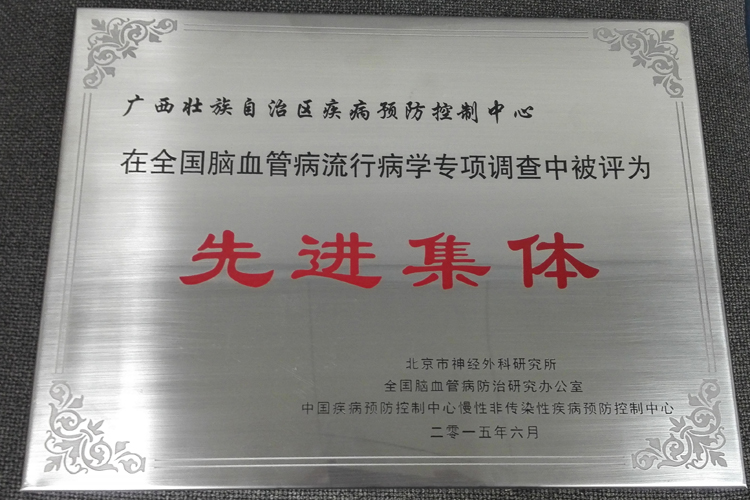 广西壮族自治区疾病预防控制中心
在全国脑血管病流行病学专项调查中被评为
先进集体
北京市神经外科研究所
全国脑血管病防治研究办公室
中国疾病预防控制中心慢性非传染性疾病预防控制中心
二零一五年六月